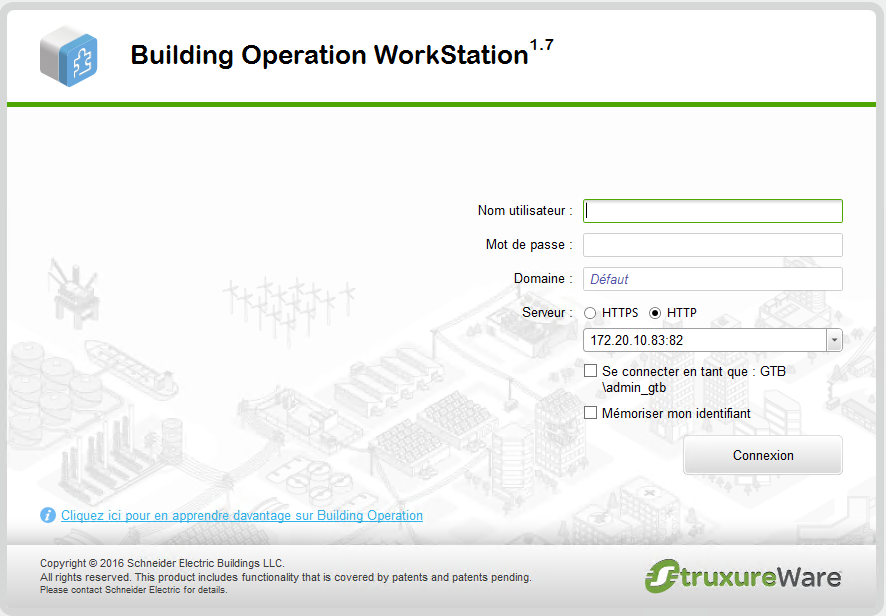 Building Operation WorkStation1.7
Nom utilisateur :
Mot de passe :
Domaine : Défaut
Serveur : HTTPS HTTP
172.20.10.83:82
Se connecter en tant que : GTB
\admin_gtb
Mémoriser mon identifiant
Connexion
Cliquez ici pour en apprendre davantage sur Building Operation
Copyright © 2016 Schneider Electric Buildings LLC.
All rights reserved. This product includes functionality that is covered by patents and patents pending.
Please contact Schneider Electric for details.
StruxureWare